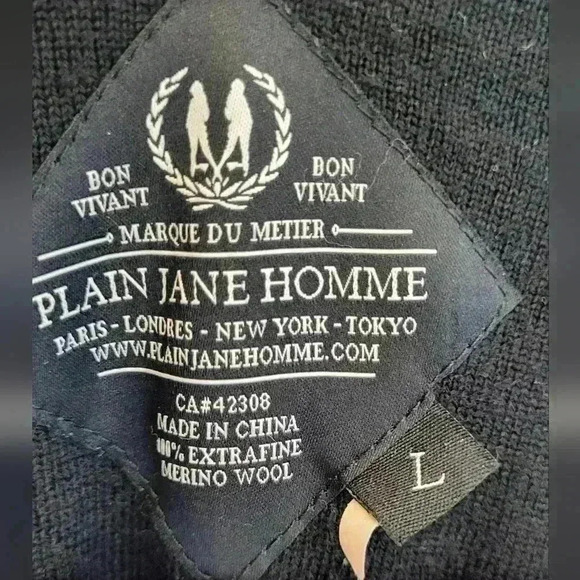 BON VIVANT
BON VIVANT
MARQUE DU METIER
PLAIN JANE HOMME
PARIS - LONDRES - NEW YORK - TOKYO
WWW.PLAINJANEHOMME.COM
CA#42308
MADE IN CHINA
100% EXTRAFINE
MERINO WOOL
L